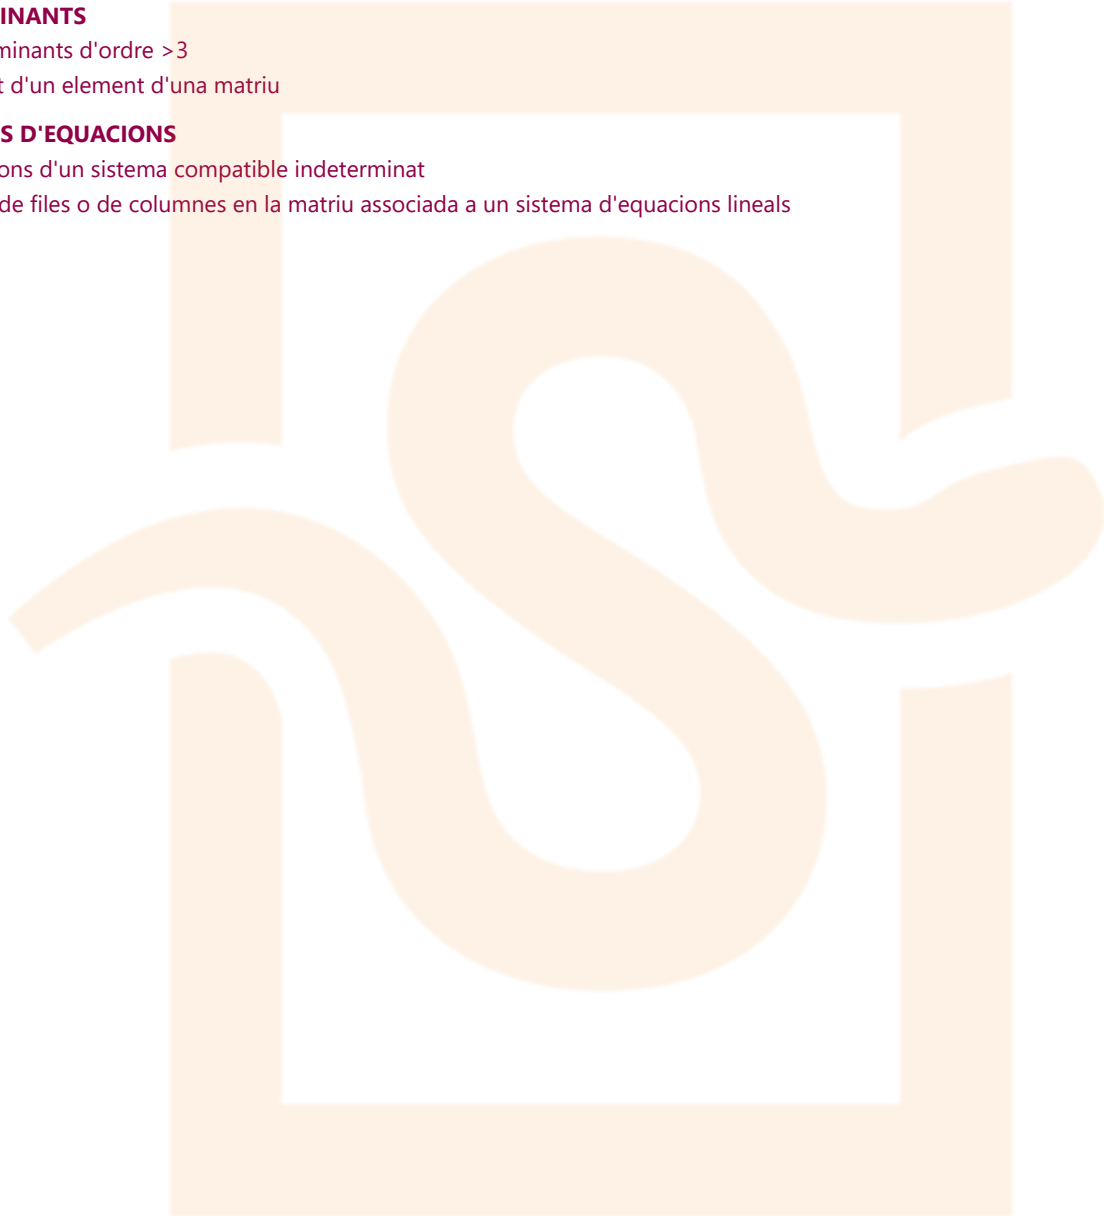 INANTS
minants d'ordre >3
t d'un element d'una matriu
S D'EQUACIONS
ons d'un sistema compatible indeterminat
de files o de columnes en la matriu associada a un sistema d'equacions lineals